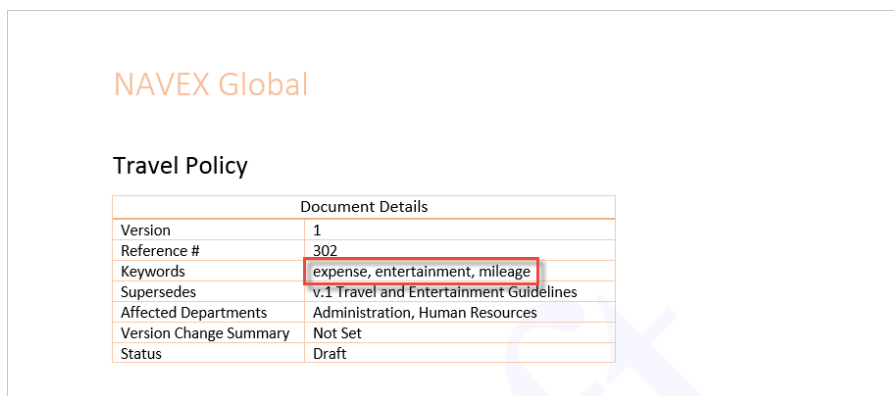 NAVEX Global
Travel Policy
Document Details
Version 1
Reference # 302
Keywords expense, entertainment, mileage
Supersedes v.1 Travel and Entertainment Guidelines
Affected Departments Administration, Human Resources
Version Change Summary Not Set
Status Draft